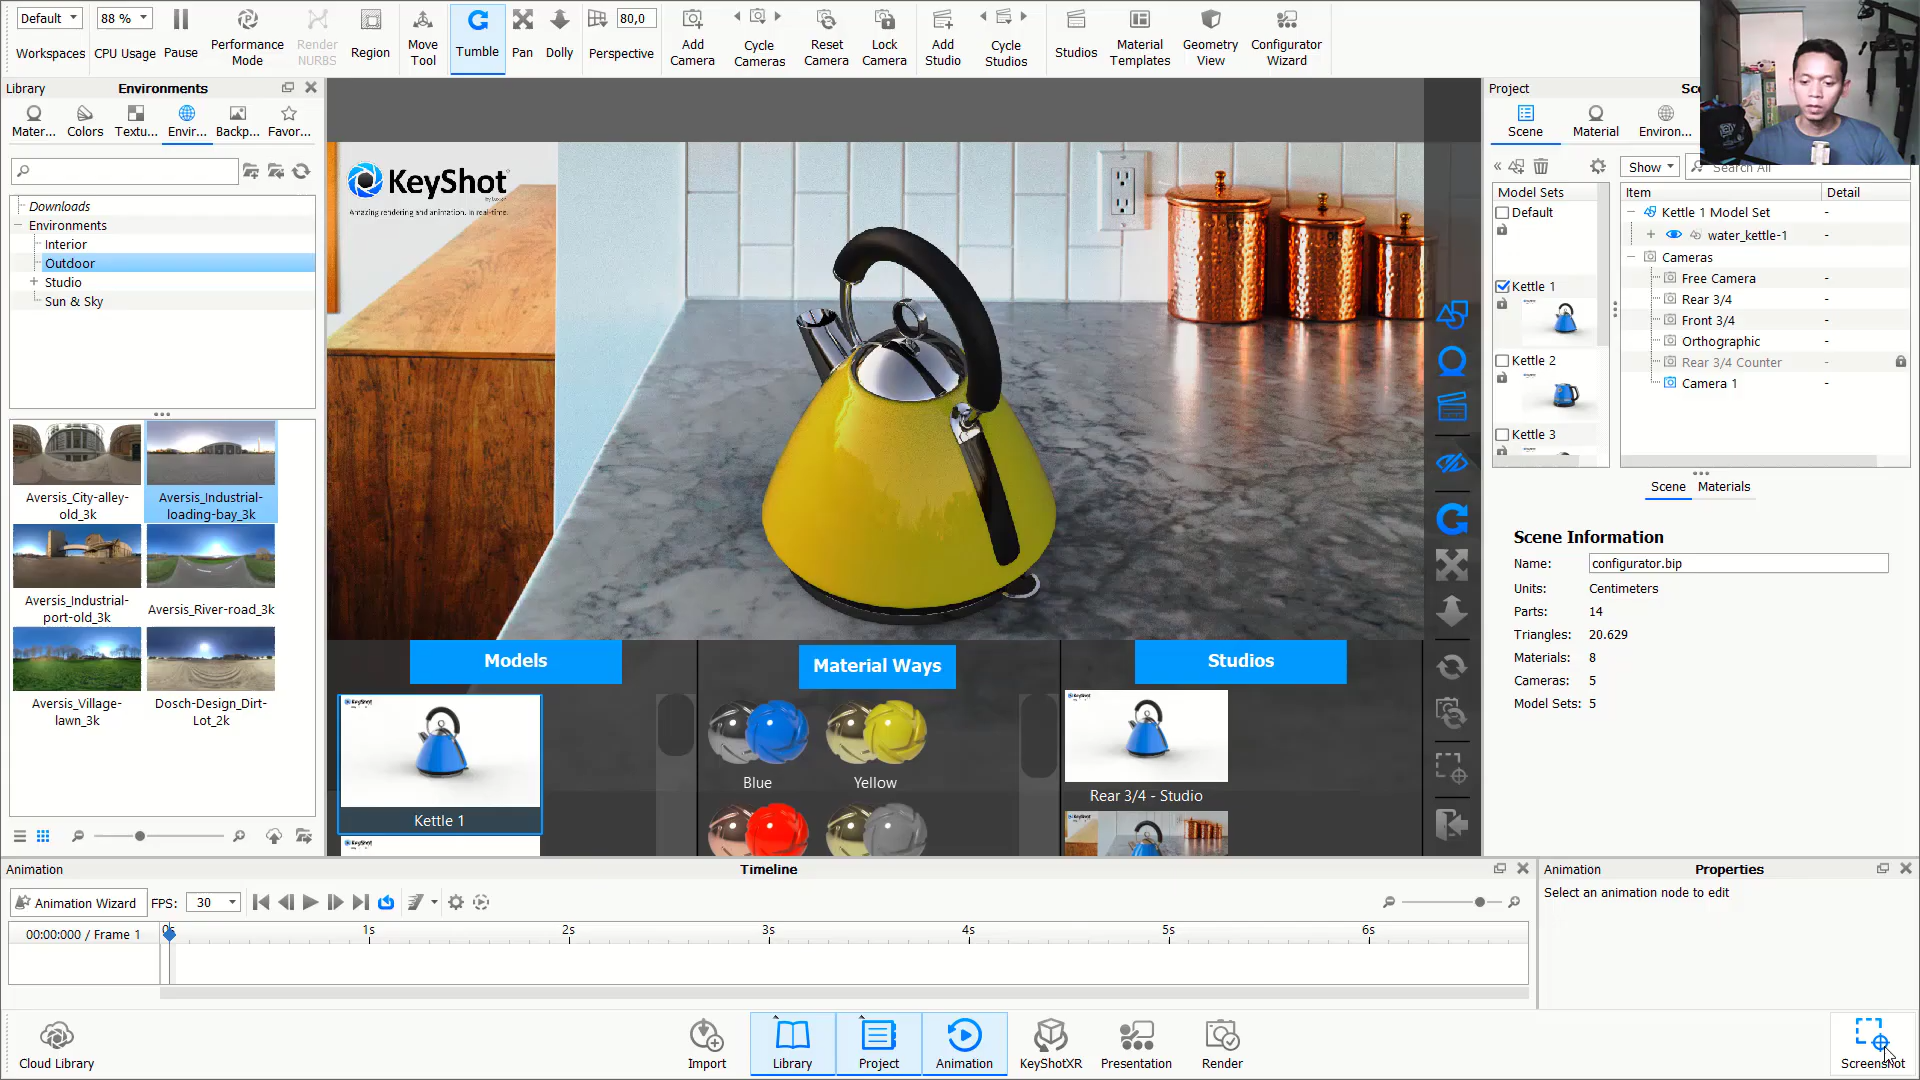 Default
Workspaces
88 %
CPU Usage
Pause
Performance Mode
Render NURBS
Region
Move Tool
Tumble
Pan
Dolly
80,0
Perspective
Add Camera
Cycle Cameras
Reset Camera
Lock Camera
Add Studio
Cycle Studios
Studios
Material Templates
Geometry View
Configurator Wizard
Library
Environments
Mater...
Colors
Textu...
Envir...
Backp...
Favor...
Downloads
Environments
Interior
Outdoor
Studio
Sun & Sky
Aversis_City-alley-
old_3k
Aversis_Industrial-
loading-bay_3k
Aversis_Industrial-
port-old_3k
Aversis_River-road_3k
Aversis_Village-
lawn_3k
Dosch-Design_Dirt-
Lot_2k
KeyShot
Amazing rendering and animation. In real-time.
Models
Kettle 1
Material Ways
Blue
Yellow
Studios
Rear 3/4 - Studio
Project
Sc
Scene
Material
Environ...
Show
Search All
Model Sets
Default
Kettle 1
Kettle 2
Kettle 3
Item
Detail
Kettle 1 Model Set -
water_kettle-1 -
Cameras
Free Camera -
Rear 3/4 -
Front 3/4 -
Orthographic -
Rear 3/4 Counter -
Camera 1 -
Scene
Materials
Scene Information
Name: configurator.bip
Units: Centimeters
Parts: 14
Triangles: 20.629
Materials: 8
Cameras: 5
Model Sets: 5
Animation
Timeline
Animation Wizard
FPS: 30
00:00:000 / Frame 1
0s 1s 2s 3s 4s 5s 6s
Animation
Properties
Select an animation node to edit
Cloud Library
Import
Library
Project
Animation
KeyShotXR
Presentation
Render
Screenshot